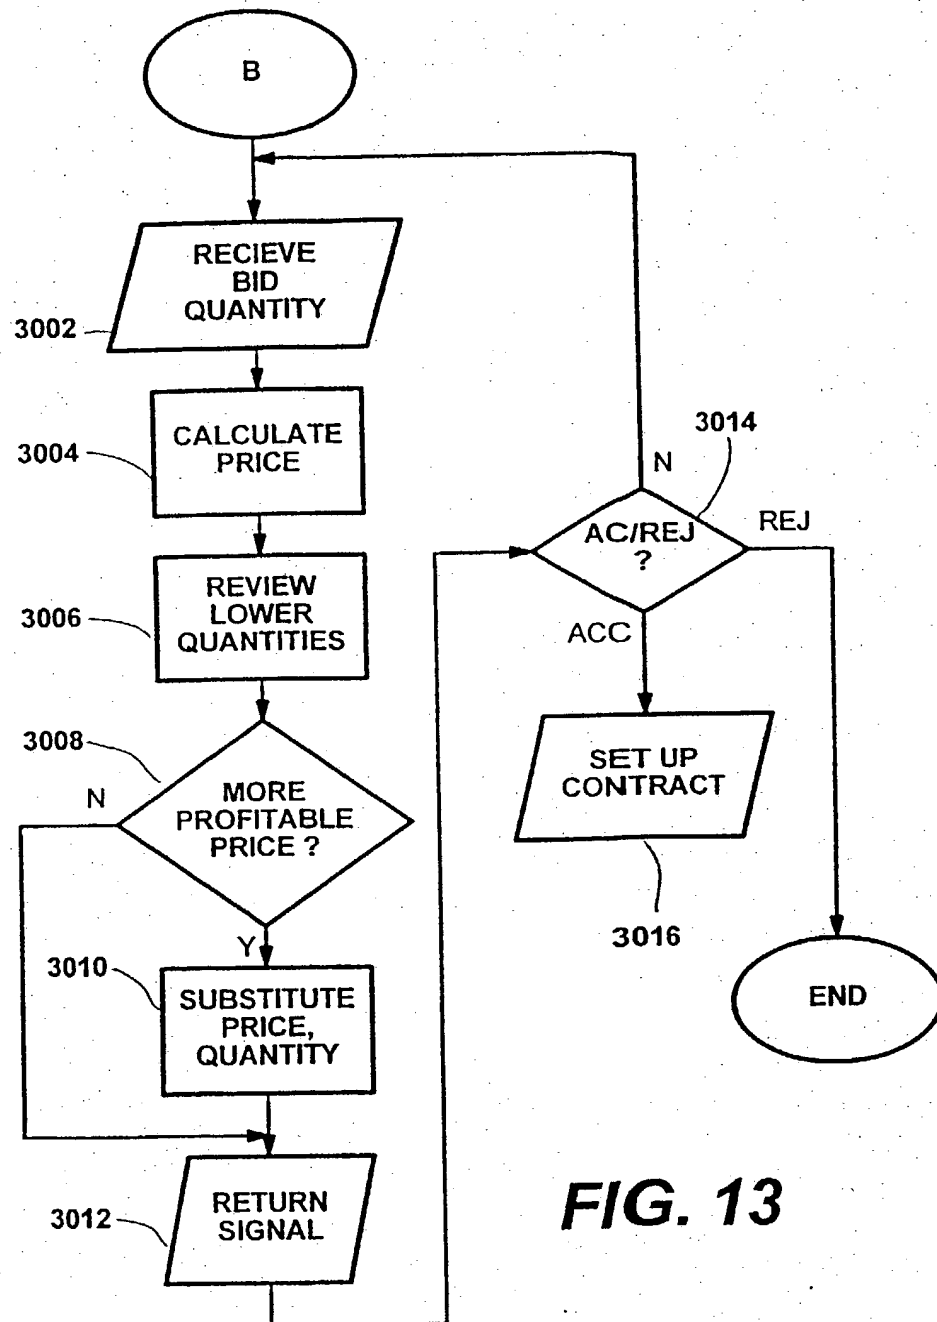 B
RECIEVE
BID
QUANTITY
3002
CALCULATE
PRICE
3004
REVIEW
LOWER
QUANTITIES
3006
3008
MORE
PROFITABLE
PRICE ?
N
Y
3010
SUBSTITUTE
PRICE,
QUANTITY
RETURN
SIGNAL
3012
3014
N
AC/REJ
?
REJ
ACC
SET UP
CONTRACT
3016
END
FIG. 13